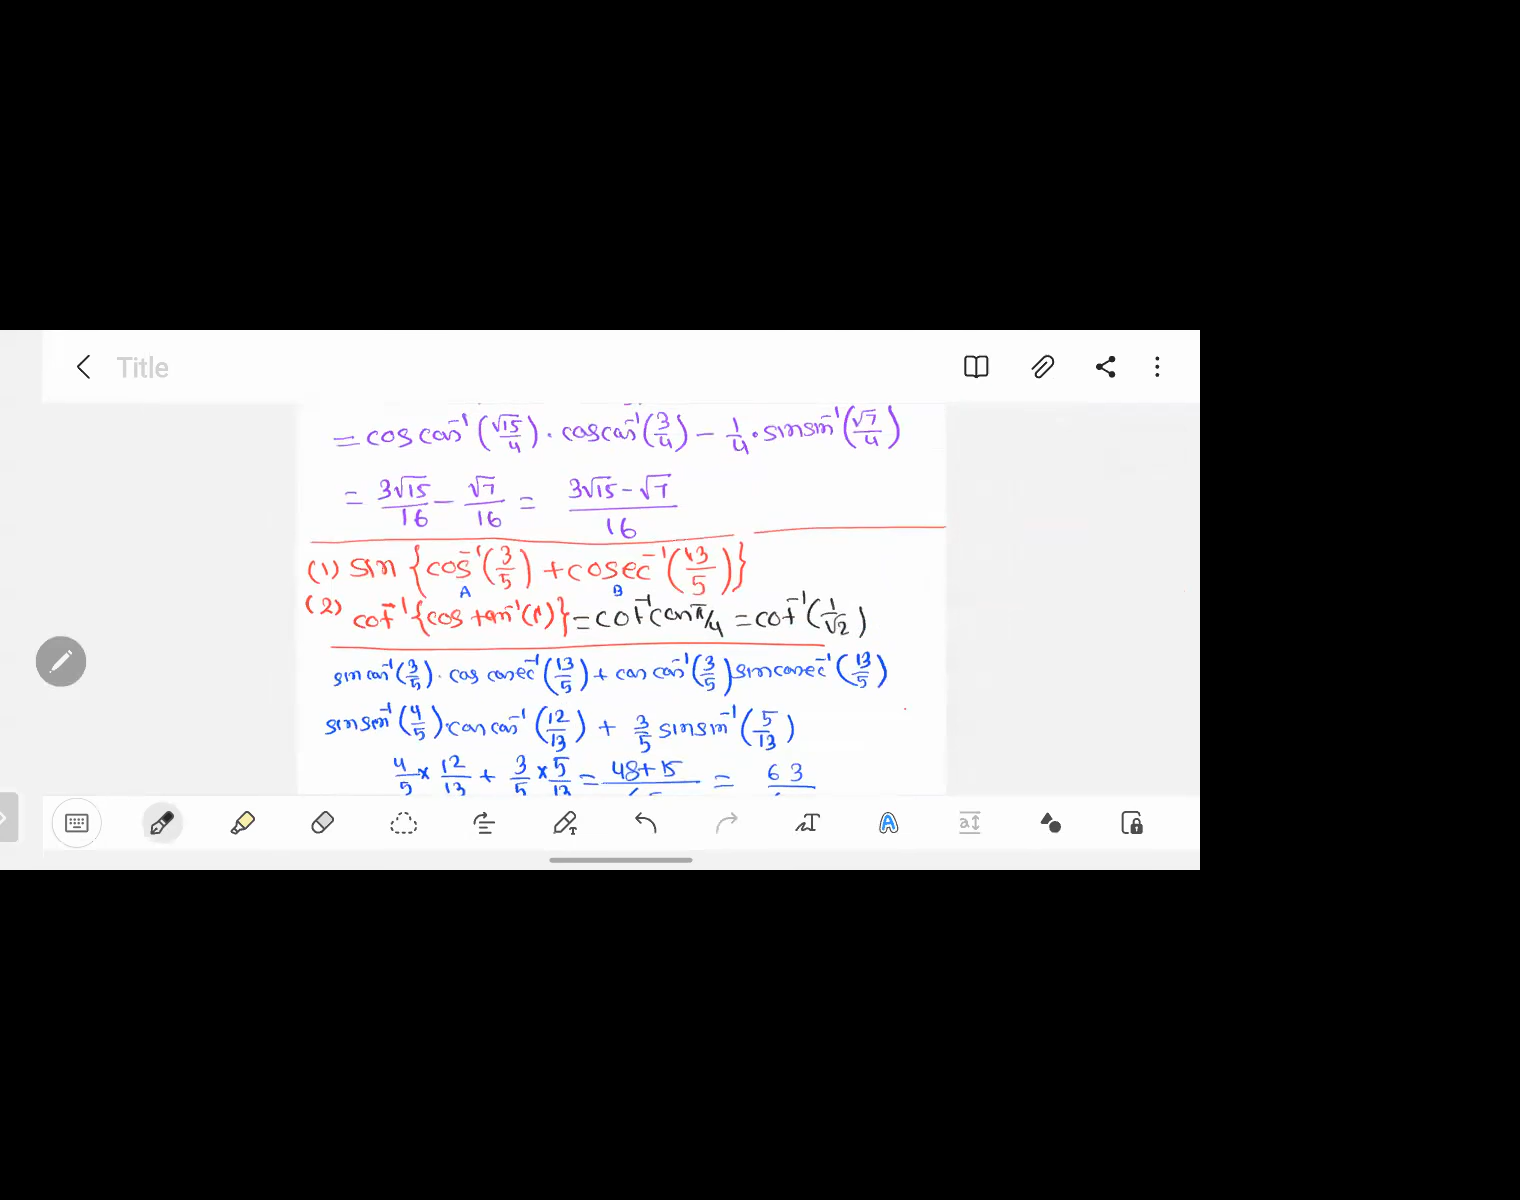 Title
= cos cos⁻¹(√15/4) · cos cos⁻¹(3/4) − 1/4 · sin sin⁻¹(√7/4)
= 3√15/16 − √7/16 = (3√15 − √7)/16
(1) sin {cos⁻¹(3/5) + cosec⁻¹(13/5)}
A B
(2) cot⁻¹{cos tan⁻¹(1)} = cot⁻¹ cos π/4 = cot⁻¹(1/√2)
sin cos⁻¹(3/5) · cos cosec⁻¹(13/5) + cos cos⁻¹(3/5) sin cosec⁻¹(13/5)
sin sin⁻¹(4/5) · cos cos⁻¹(12/13) + 3/5 sin sin⁻¹(5/13)
4/5 × 12/13 + 3/5 × 5/13 = 48+15 = 63